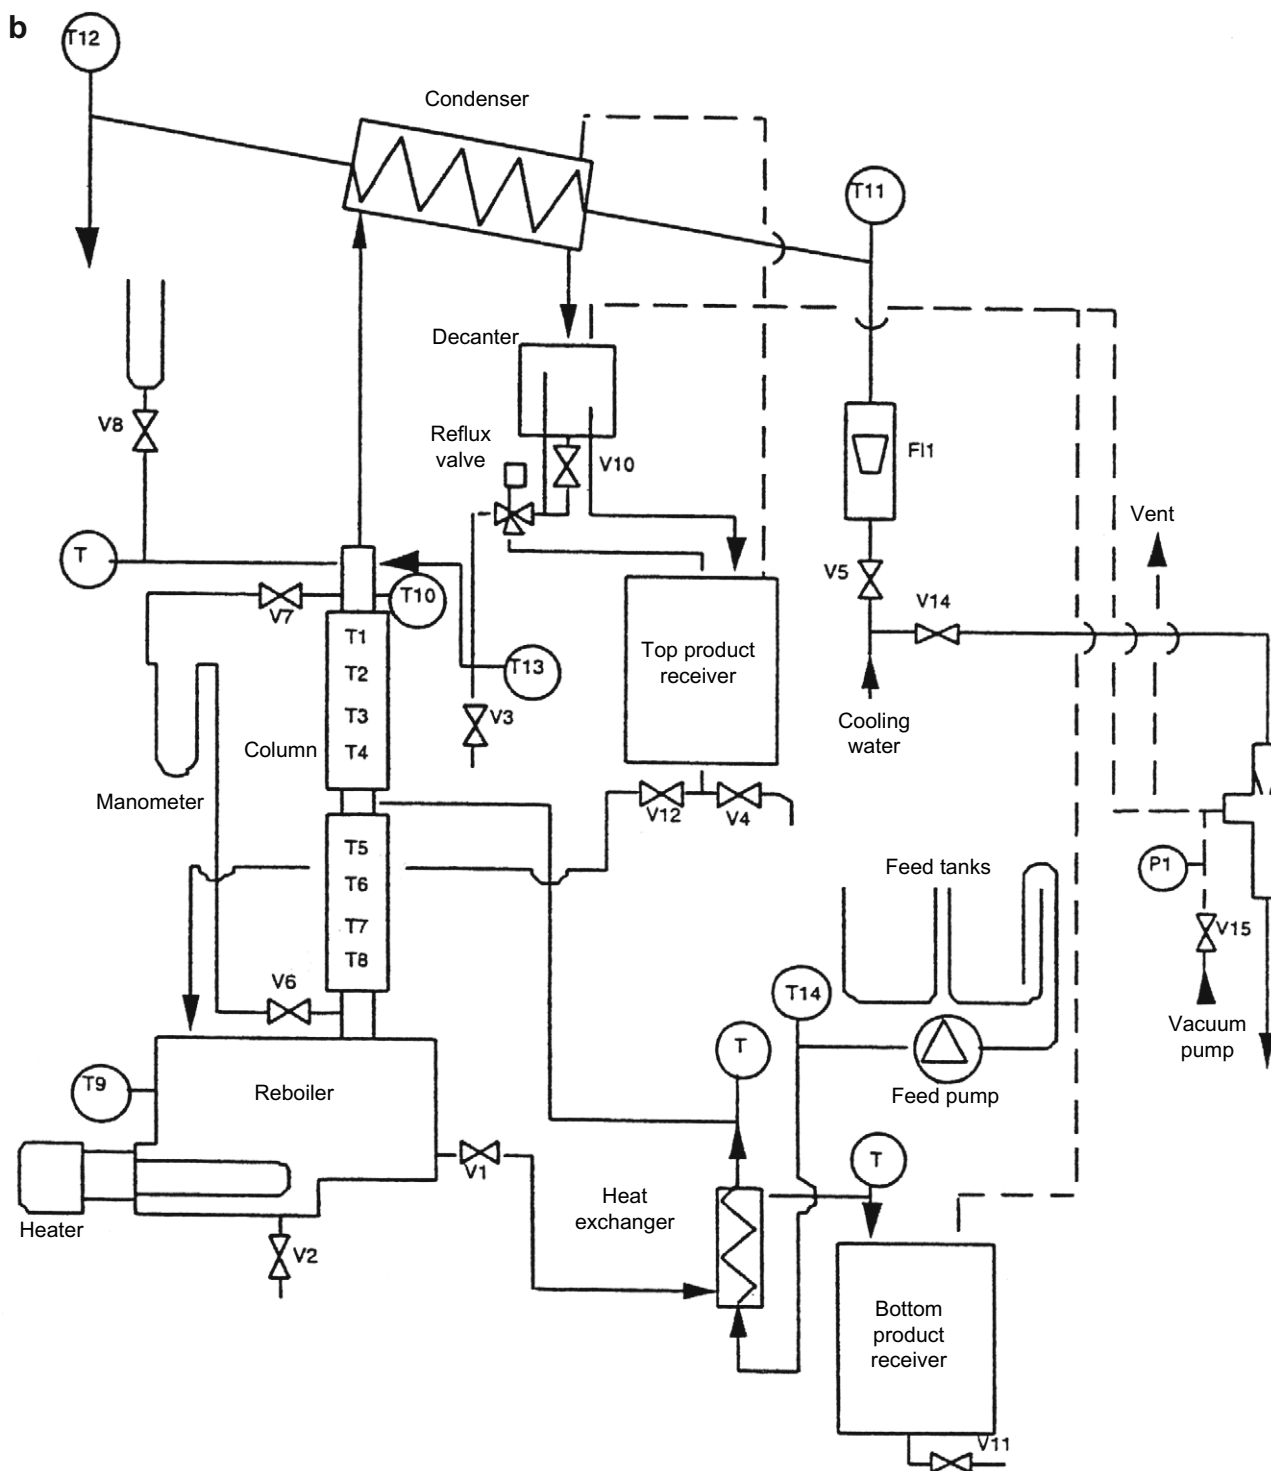 b
T12
Condenser
T11
Decanter
V8
Reflux
valve
V10
FI1
Vent
T
V5
V14
V7
T10
T1
T2
T3
T4
Top product
receiver
T13
V3
Cooling
water
Column
Manometer
V12
V4
T5
T6
T7
T8
Feed tanks
P1
V15
V6
T14
Vacuum
pump
T
Feed pump
T9
Reboiler
V1
T
Heat
exchanger
Heater
V2
Bottom
product
receiver
V11